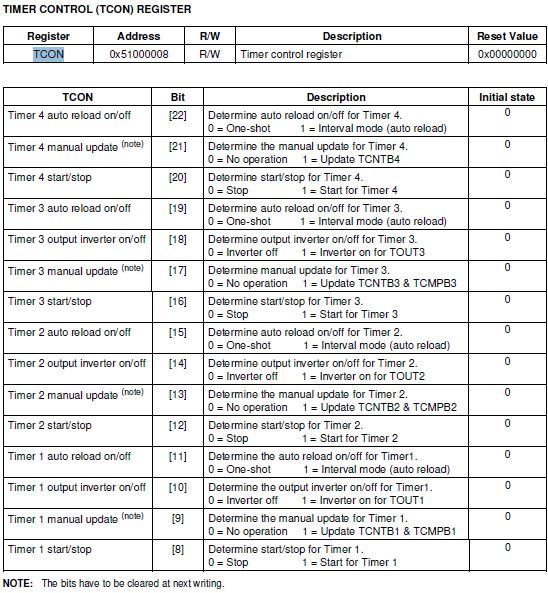 TIMER CONTROL (TCON) REGISTER
Register Address R/W Description Reset Value
TCON 0x51000008 R/W Timer control register 0x00000000
TCON Bit Description Initial state
Timer 4 auto reload on/off [22] Determine auto reload on/off for Timer 4. 0
0 = One-shot 1 = Interval mode (auto reload)
Timer 4 manual update (note) [21] Determine the manual update for Timer 4. 0
0 = No operation 1 = Update TCNTB4
Timer 4 start/stop [20] Determine start/stop for Timer 4. 0
0 = Stop 1 = Start for Timer 4
Timer 3 auto reload on/off [19] Determine auto reload on/off for Timer 3. 0
0 = One-shot 1 = Interval mode (auto reload)
Timer 3 output inverter on/off [18] Determine output inverter on/off for Timer 3. 0
0 = Inverter off 1 = Inverter on for TOUT3
Timer 3 manual update (note) [17] Determine manual update for Timer 3. 0
0 = No operation 1 = Update TCNTB3 & TCMPB3
Timer 3 start/stop [16] Determine start/stop for Timer 3. 0
0 = Stop 1 = Start for Timer 3
Timer 2 auto reload on/off [15] Determine auto reload on/off for Timer 2. 0
0 = One-shot 1 = Interval mode (auto reload)
Timer 2 output inverter on/off [14] Determine output inverter on/off for Timer 2. 0
0 = Inverter off 1 = Inverter on for TOUT2
Timer 2 manual update (note) [13] Determine the manual update for Timer 2. 0
0 = No operation 1 = Update TCNTB2 & TCMPB2
Timer 2 start/stop [12] Determine start/stop for Timer 2. 0
0 = Stop 1 = Start for Timer 2
Timer 1 auto reload on/off [11] Determine the auto reload on/off for Timer1. 0
0 = One-shot 1 = Interval mode (auto reload)
Timer 1 output inverter on/off [10] Determine the output inverter on/off for Timer1. 0
0 = Inverter off 1 = Inverter on for TOUT1
Timer 1 manual update (note) [9] Determine the manual update for Timer 1. 0
0 = No operation 1 = Update TCNTB1 & TCMPB1
Timer 1 start/stop [8] Determine start/stop for Timer 1. 0
0 = Stop 1 = Start for Timer 1
NOTE: The bits have to be cleared at next writing.